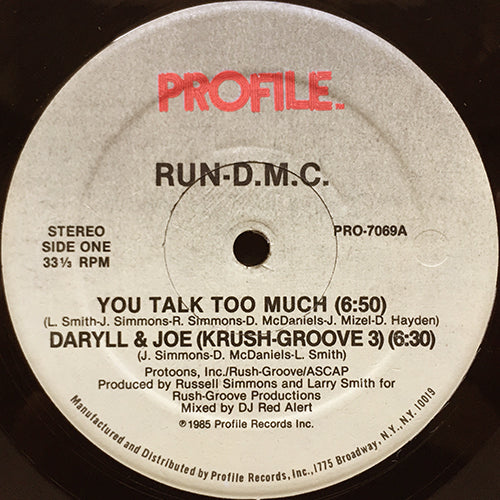 PROFILE™
RUN-D.M.C.
STEREO
SIDE ONE
33⅓ RPM
PRO-7069A
YOU TALK TOO MUCH (6:50)
(L. Smith-J. Simmons-R. Simmons-D. McDaniels-J. Mizel-D. Hayden)
DARYLL & JOE (KRUSH-GROOVE 3) (6:30)
(J. Simmons-D. McDaniels-L. Smith)
Protoons, Inc./Rush-Groove/ASCAP
Produced by Russell Simmons and Larry Smith for
Rush-Groove Productions
Mixed by DJ Red Alert
℗1985 Profile Records Inc.
Manufactured and Distributed by Profile Records, Inc., 1775 Broadway, N.Y., N.Y. 10019